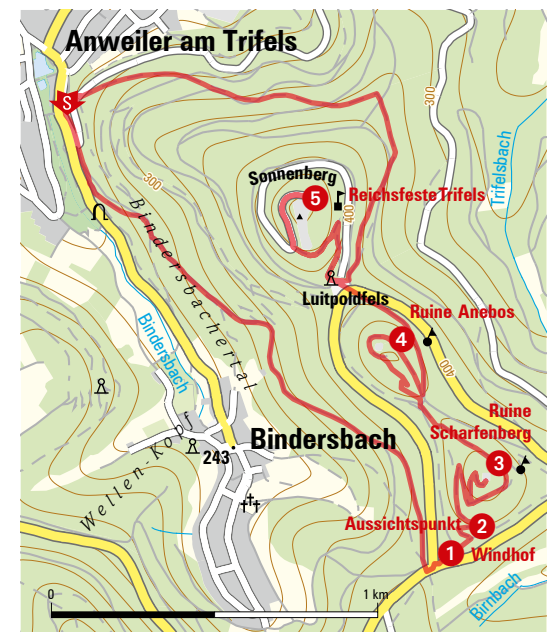 Anweiler am Trifels
S
300
300
Trifelsbach
Sonnenberg
5
Reichsfeste Trifels
400
Bindersbachertal
Luitpoldfels
Ruine Anebos
Bindersbach
4
400
Ruine
Scharfenberg
Wellen-Kopf
243
Bindersbach
3
Aussichtspunkt
2
1
Windhof
Birnbach
0
1 km